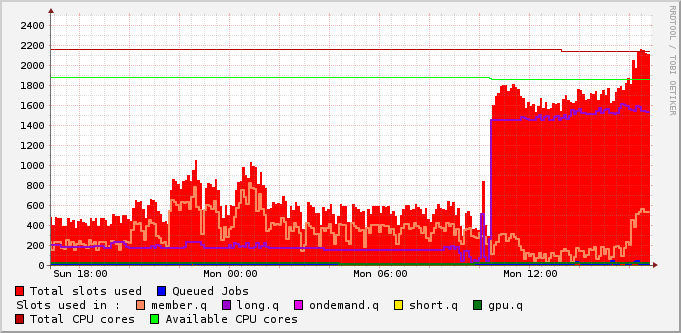 2400
2200
2000
1800
1600
1400
1200
1000
800
600
400
200
0
Sun 18:00 Mon 00:00 Mon 06:00 Mon 12:00
RRDTOOL / TOBI OETIKER
Total slots used Queued Jobs
Slots used in : member.q long.q ondemand.q short.q gpu.q
Total CPU cores Available CPU cores